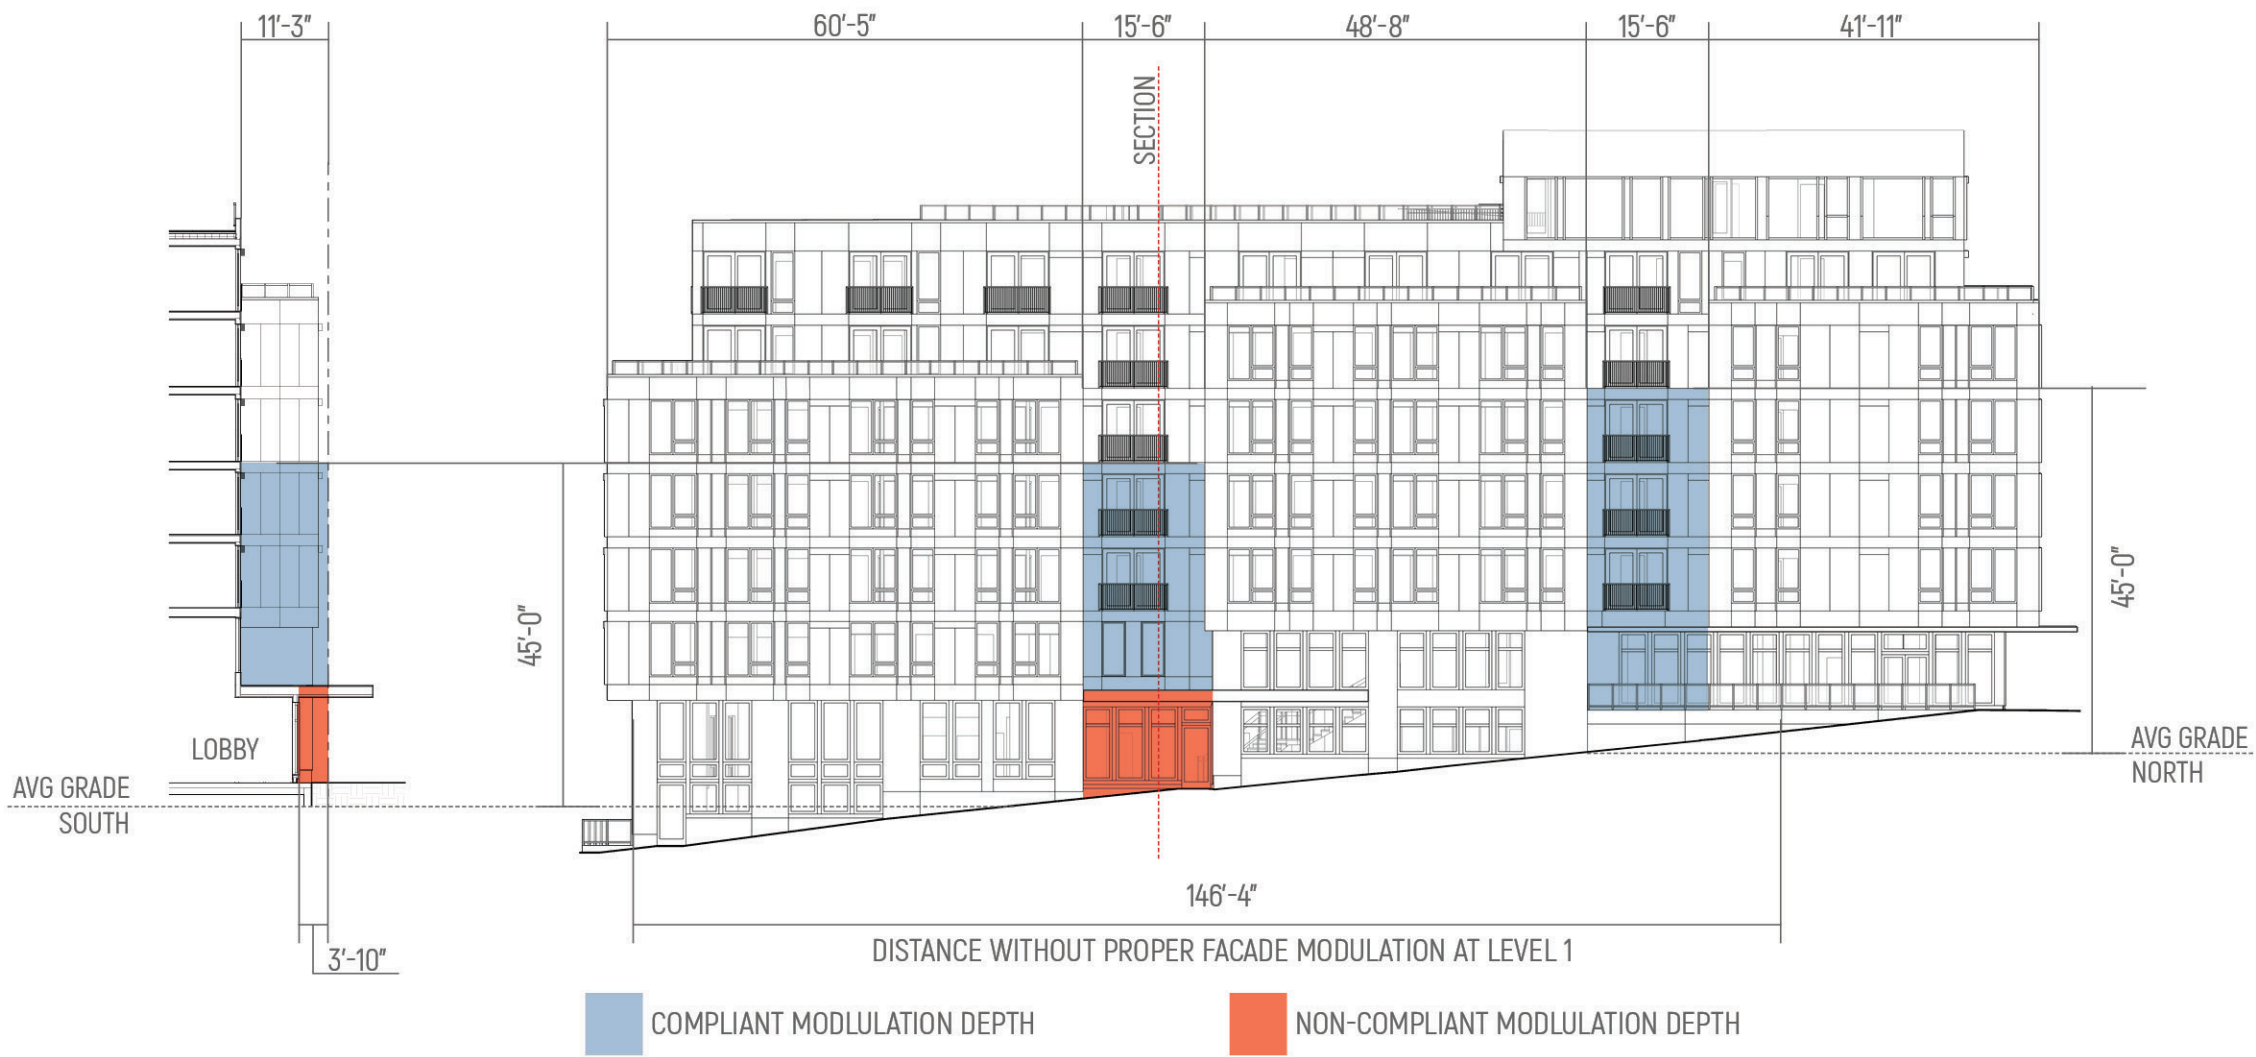 11'-3"
60'-5"
15'-6"
48'-8"
15'-6"
41'-11"
SECTION
45'-0"
45'-0"
LOBBY
AVG GRADE
SOUTH
AVG GRADE
NORTH
146'-4"
DISTANCE WITHOUT PROPER FACADE MODULATION AT LEVEL 1
3'-10"
COMPLIANT MODLULATION DEPTH
NON-COMPLIANT MODLULATION DEPTH